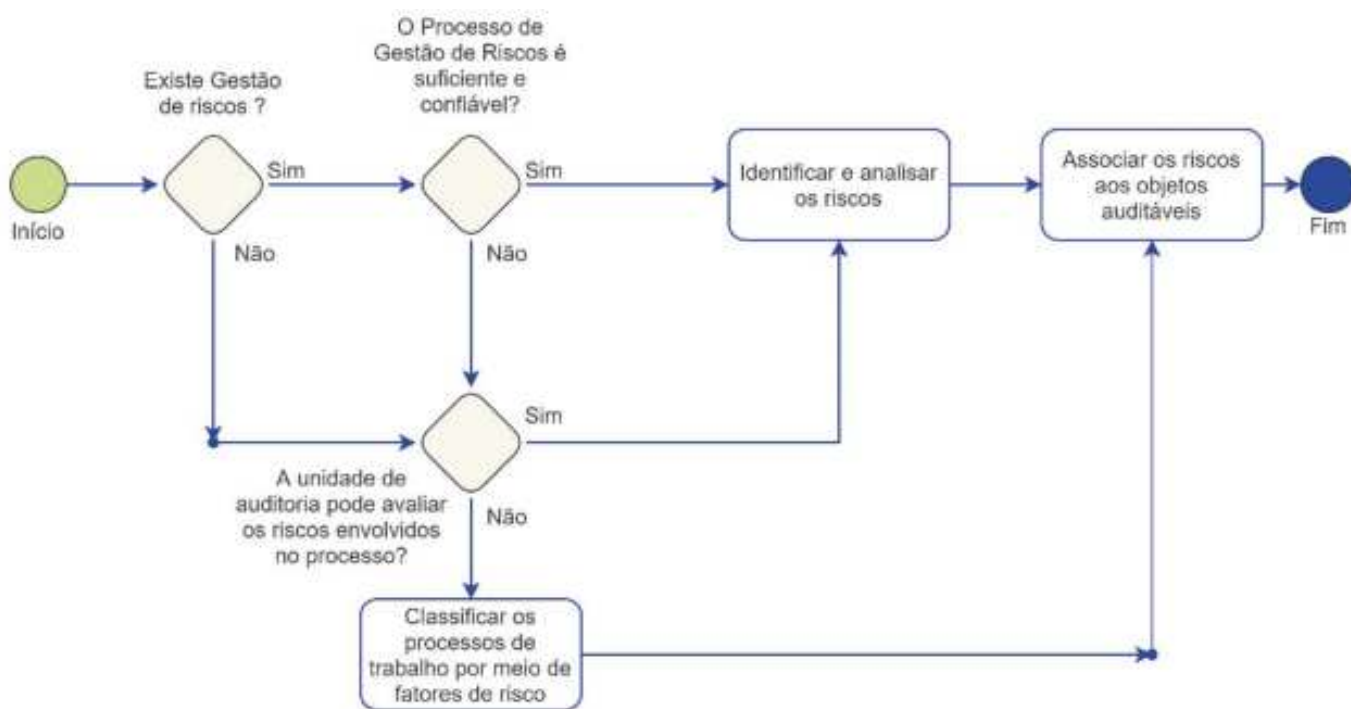 Existe Gestão
de riscos ?
O Processo de
Gestão de Riscos é
suficiente e
confiável?
Início
Sim
Sim
Identificar e analisar
os riscos
Associar os riscos
aos objetos
auditáveis
Fim
Não
Não
A unidade de
auditoria pode avaliar
os riscos envolvidos
no processo?
Sim
Não
Classificar os
processos de
trabalho por meio de
fatores de risco